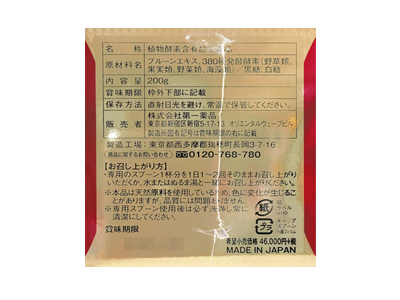 名称 植物酵素含有加工食品
原材料名 プルーンエキス、380種発酵酵素（野草類、
果実類、野菜類、海藻類）／黒糖、白糖
内容量 200g
賞味期限 枠外下部に記載
保存方法 直射日光を避け、常温で保管してください。
販売者 株式会社第一薬品
東京都新宿区新宿5-17-13 オリエンタルウェーブビル
製造所固有記号は賞味期限の右に記載
製造工場：東京都西多摩郡瑞穂町長岡3-7-16
商品に関するお問い合わせ 0120-768-780
【お召し上がり方】
・専用のスプーン1杯分を1日1〜2回そのままお召し上がり
いただくか、水またはぬるま湯と一緒にお召し上がりください。
・本品は天然原料を使用しているため、色に変化が生じるこ
とがありますが、品質には問題ありません。
・専用スプーン使用後は必ず洗浄し常に
清潔にしてください。
賞味期限
紙
プラ
キャップ
スプーン
希望小売価格 46,000円+税
MADE IN JAPAN